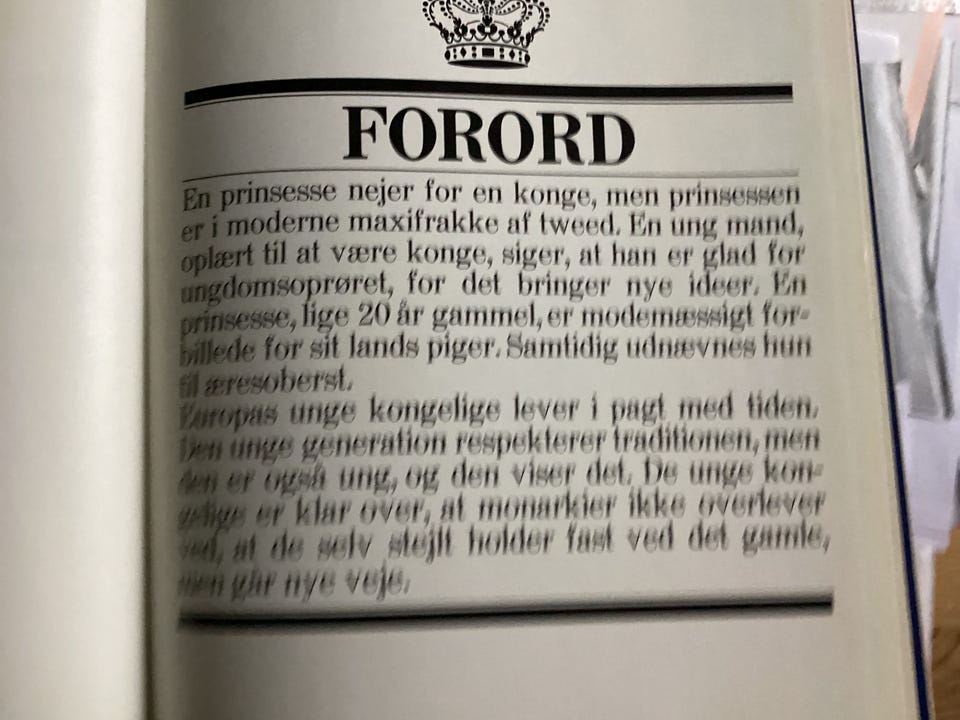 FORORD
En prinsesse nejer for en konge, men prinsessen
er i moderne maxifrakke af tweed. En ung mand,
oplært til at være konge, siger, at han er glad for
ungdomsoprøret, for det bringer nye ideer. En
prinsesse, lige 20 år gammel, er modemæssigt for-
billede for sit lands piger. Samtidig udnævnes hun
til æresoberst.
Europas unge kongelige lever i pagt med tiden.
Den unge generation respekterer traditionen, men
den er også ung, og den viser det. De unge kon-
gelige er klar over, at monarkier ikke overlever
ved, at de selv stejlt holder fast ved det gamle,
men går nye veje.